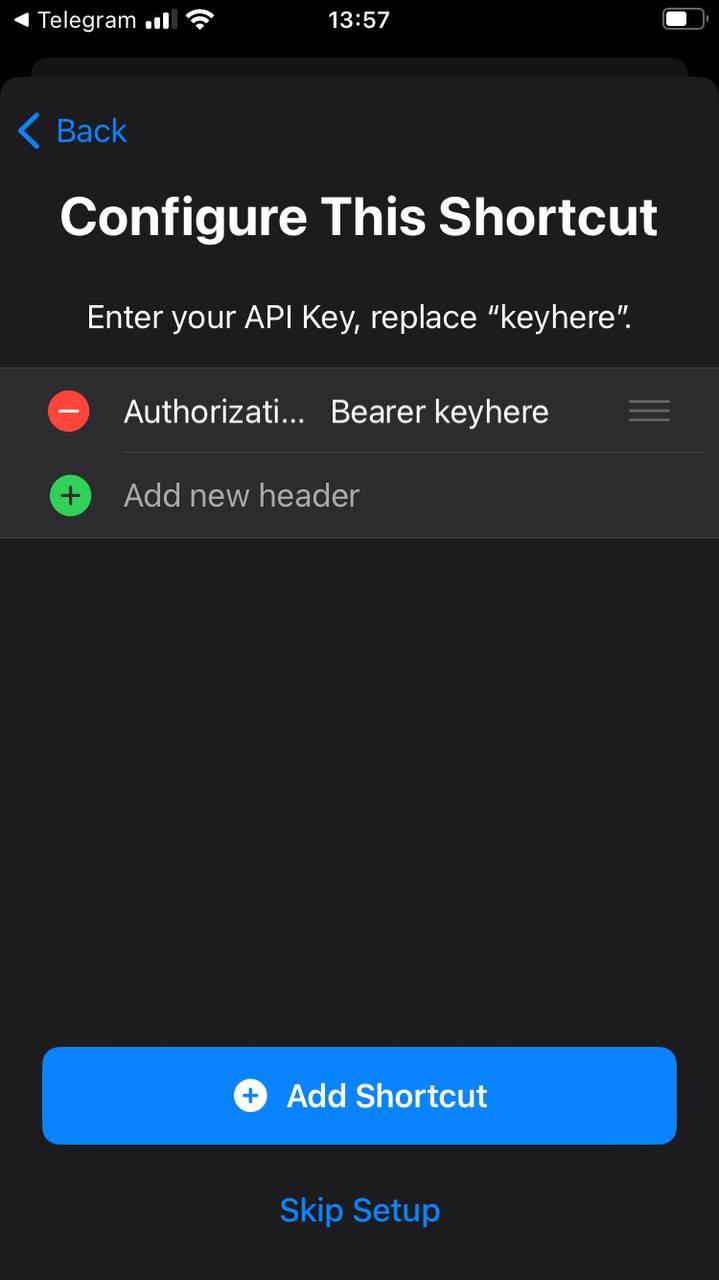 Telegram 13:57
Back
Configure This Shortcut
Enter your API Key, replace “keyhere”.
Authorizati... Bearer keyhere
Add new header
Add Shortcut
Skip Setup